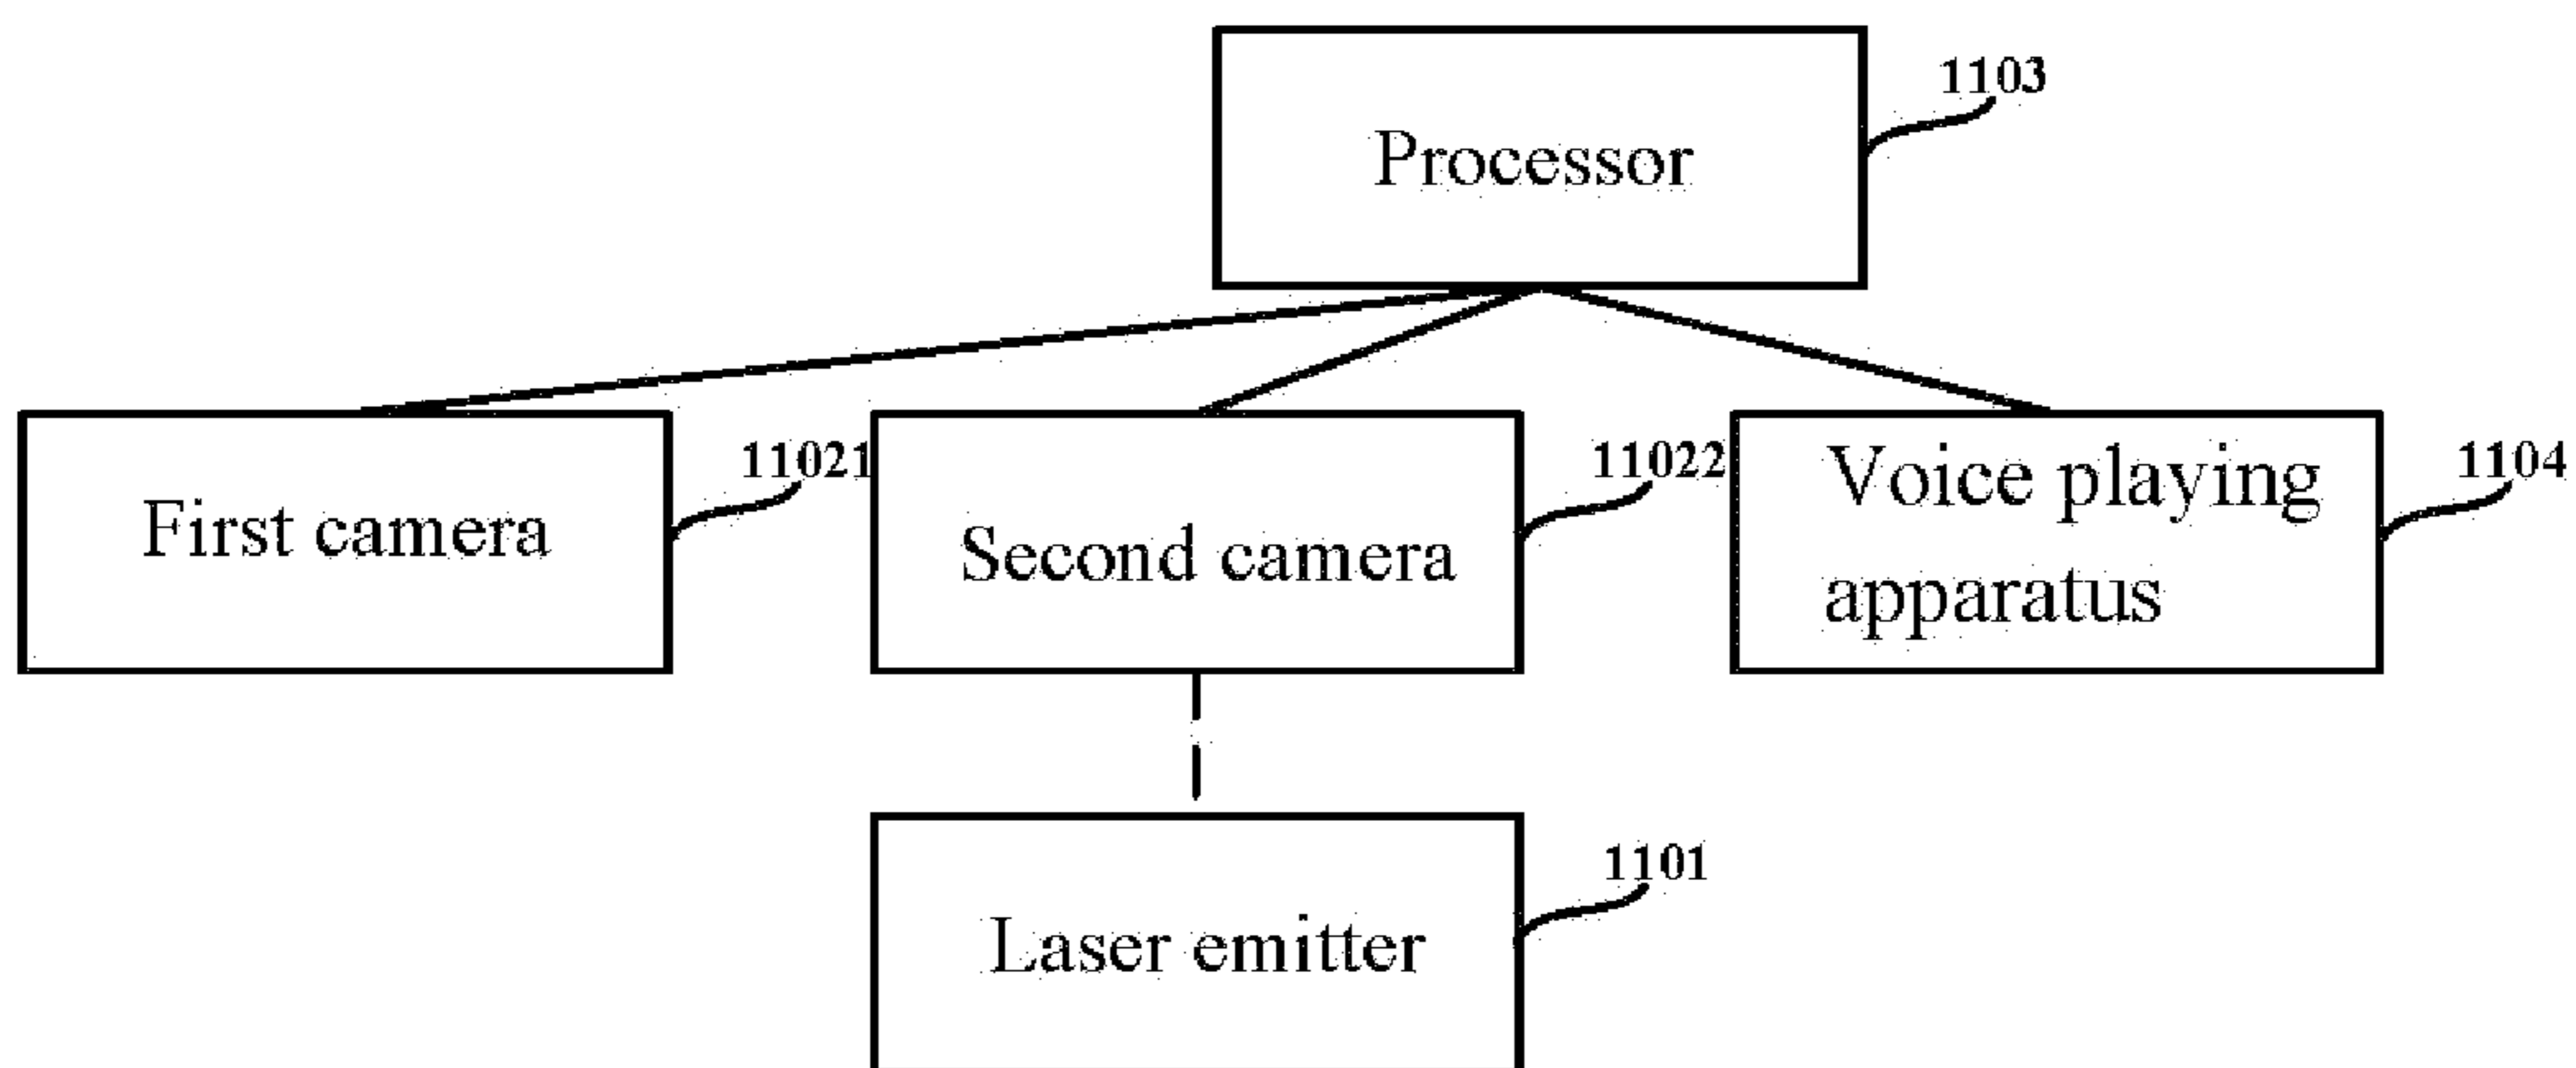 1103
Processor
11021
First camera
11022
Second camera
1104
Voice playing
apparatus
1101
Laser emitter